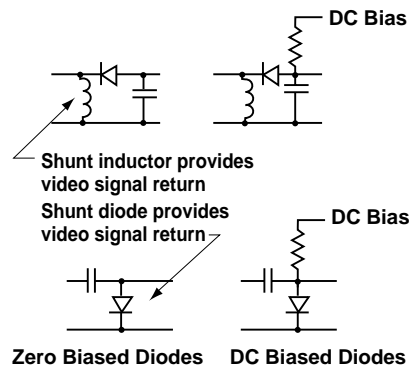 DC Bias
Shunt inductor provides
video signal return
Shunt diode provides
video signal return
DC Bias
Zero Biased Diodes
DC Biased Diodes